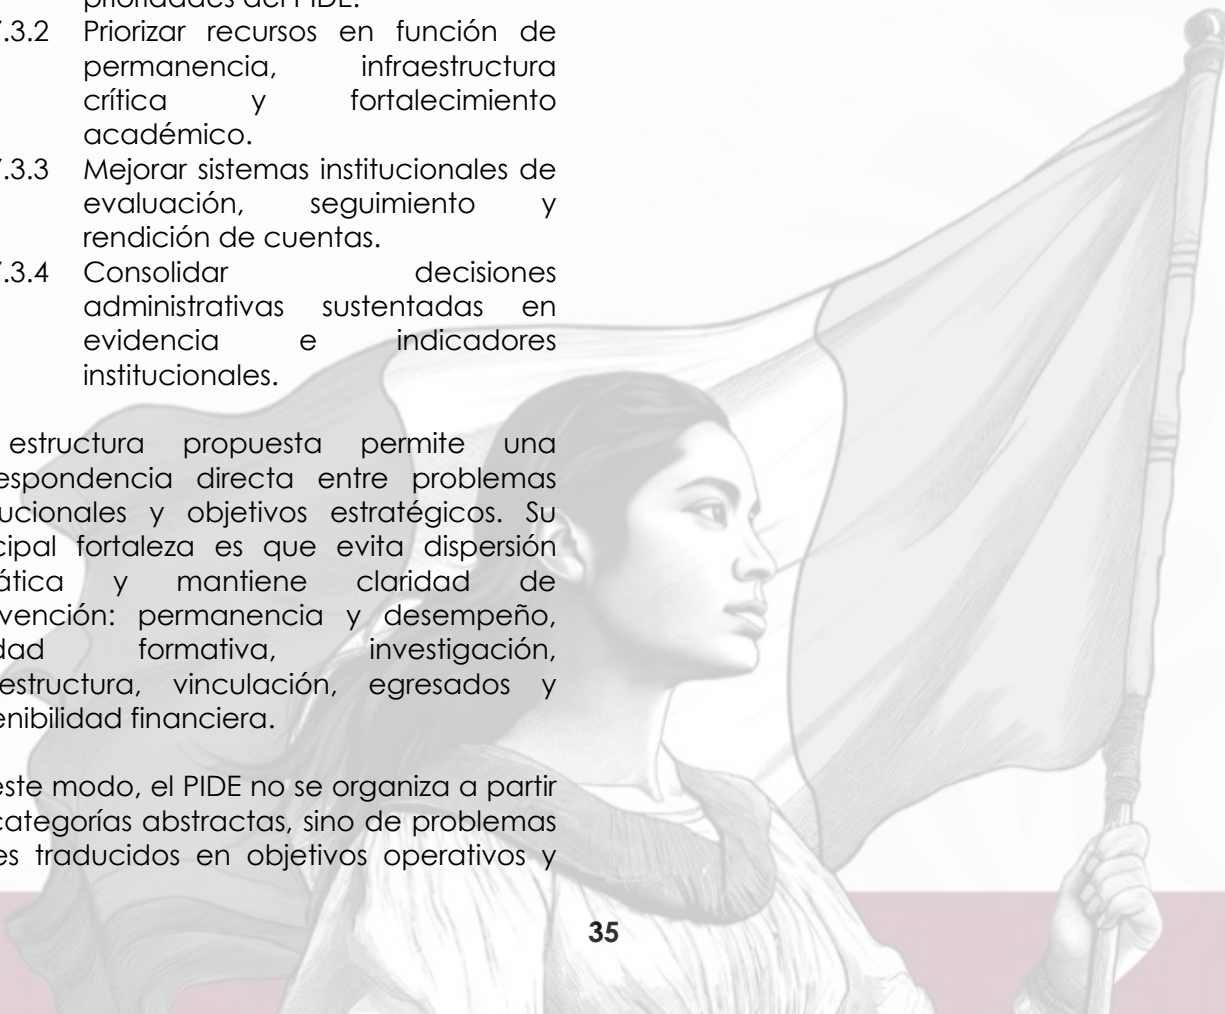 prioridades del PIDE.
.3.2 Priorizar recursos en función de
permanencia, infraestructura
crítica y fortalecimiento
académico.
.3.3 Mejorar sistemas institucionales de
evaluación, seguimiento y
rendición de cuentas.
.3.4 Consolidar decisiones
administrativas sustentadas en
evidencia e indicadores
institucionales.
estructura propuesta permite una
espondencia directa entre problemas
ucionales y objetivos estratégicos. Su
cipal fortaleza es que evita dispersión
ática y mantiene claridad de
vención: permanencia y desempeño,
dad formativa, investigación,
estructura, vinculación, egresados y
enibilidad financiera.
este modo, el PIDE no se organiza a partir
categorías abstractas, sino de problemas
es traducidos en objetivos operativos y
35